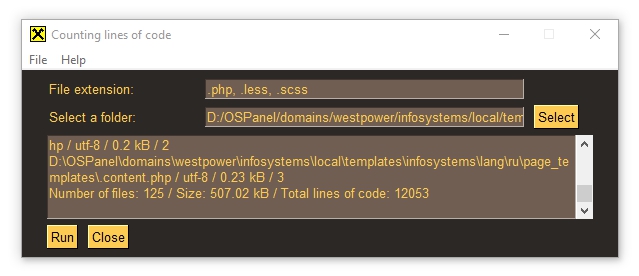 Counting lines of code
File Help
File extension: .php, .less, .scss
Select a folder: D:/OSPanel/domains/westpower/infosystems/local/tem Select
hp / utf-8 / 0.2 kB / 2
D:\OSPanel\domains\westpower\infosystems\local\templates\infosystems\lang\ru\page_te
mplates\.content.php / utf-8 / 0.23 kB / 3
Number of files: 125 / Size: 507.02 kB / Total lines of code: 12053
Run Close